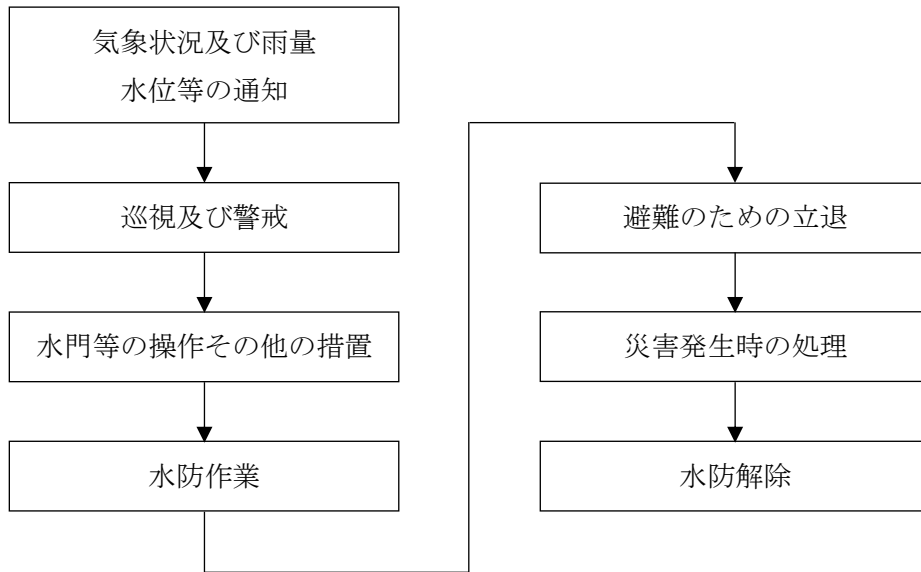 気象状況及び雨量
水位等の通知
巡視及び警戒
水門等の操作その他の措置
水防作業
避難のための立退
災害発生時の処理
水防解除